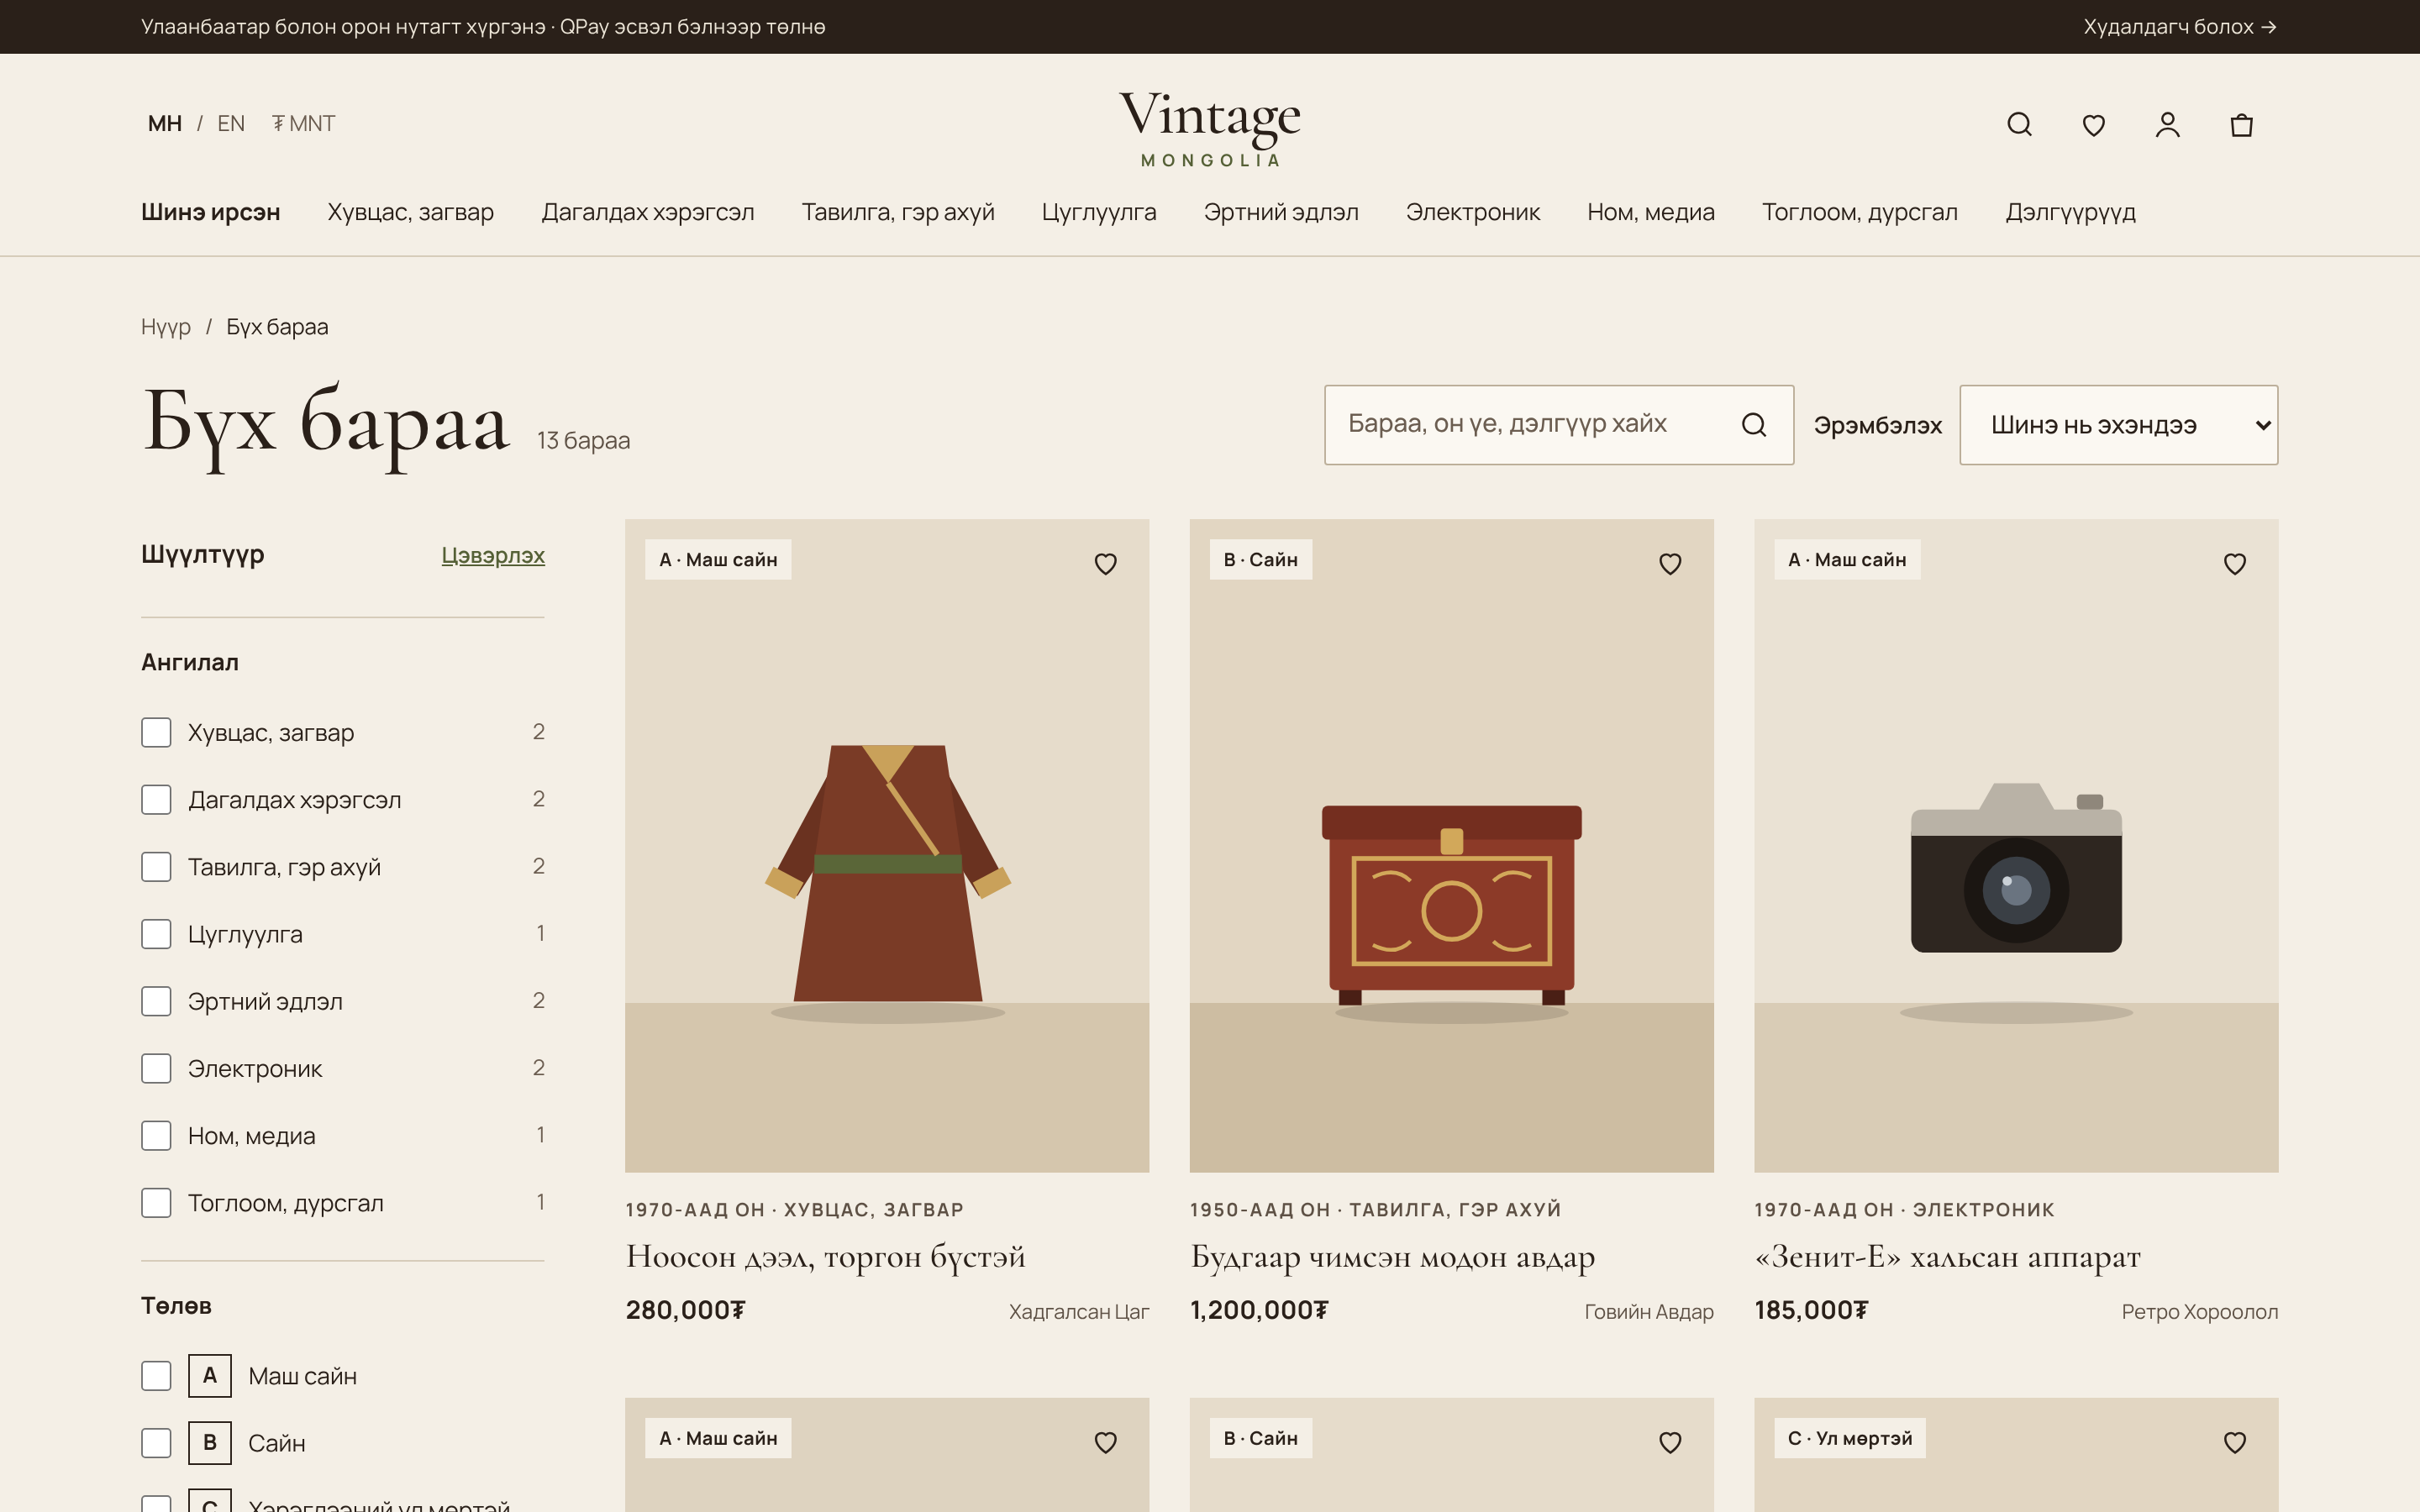 Улаанбаатар болон орон нутагт хүргэнэ · QPay эсвэл бэлнээр төлнө
Худалдагч болох →
МН / EN ₮ MNT
Vintage
MONGOLIA
Шинэ ирсэн Хувцас, загвар Дагалдах хэрэгсэл Тавилга, гэр ахуй Цуглуулга Эртний эдлэл Электроник Ном, медиа Тоглоом, дурсгал Дэлгүүрүүд
Нүүр / Бүх бараа
Бүх бараа 13 бараа
Бараа, он үе, дэлгүүр хайх
Эрэмбэлэх
Шинэ нь эхэндээ
Шүүлтүүр Цэвэрлэх
Ангилал
Хувцас, загвар 2
Дагалдах хэрэгсэл 2
Тавилга, гэр ахуй 2
Цуглуулга 1
Эртний эдлэл 2
Электроник 2
Ном, медиа 1
Тоглоом, дурсгал 1
Төлөв
A Маш сайн
B Сайн
C Хэрэглээний ул мөртэй
A · Маш сайн
1970-ААД ОН · ХУВЦАС, ЗАГВАР
Ноосон дээл, торгон бүстэй
280,000₮ Хадгалсан Цаг
B · Сайн
1950-ААД ОН · ТАВИЛГА, ГЭР АХУЙ
Будгаар чимсэн модон авдар
1,200,000₮ Говийн Авдар
A · Маш сайн
1970-ААД ОН · ЭЛЕКТРОНИК
«Зенит-Е» хальсан аппарат
185,000₮ Ретро Хороолол
A · Маш сайн
B · Сайн
C · Ул мөртэй